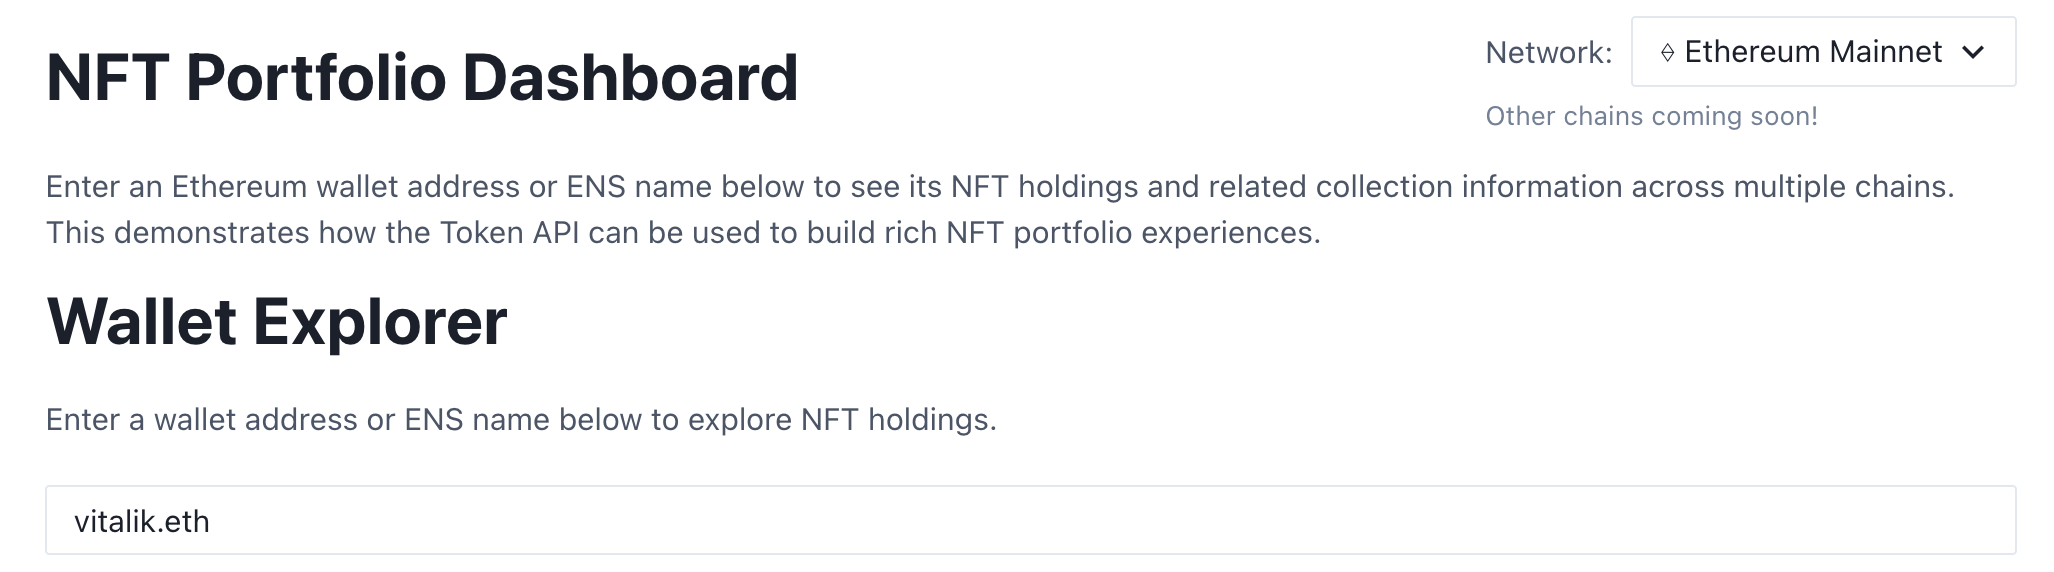 NFT Portfolio Dashboard
Network:
Ethereum Mainnet
Other chains coming soon!
Enter an Ethereum wallet address or ENS name below to see its NFT holdings and related collection information across multiple chains.
This demonstrates how the Token API can be used to build rich NFT portfolio experiences.
Wallet Explorer
Enter a wallet address or ENS name below to explore NFT holdings.
vitalik.eth